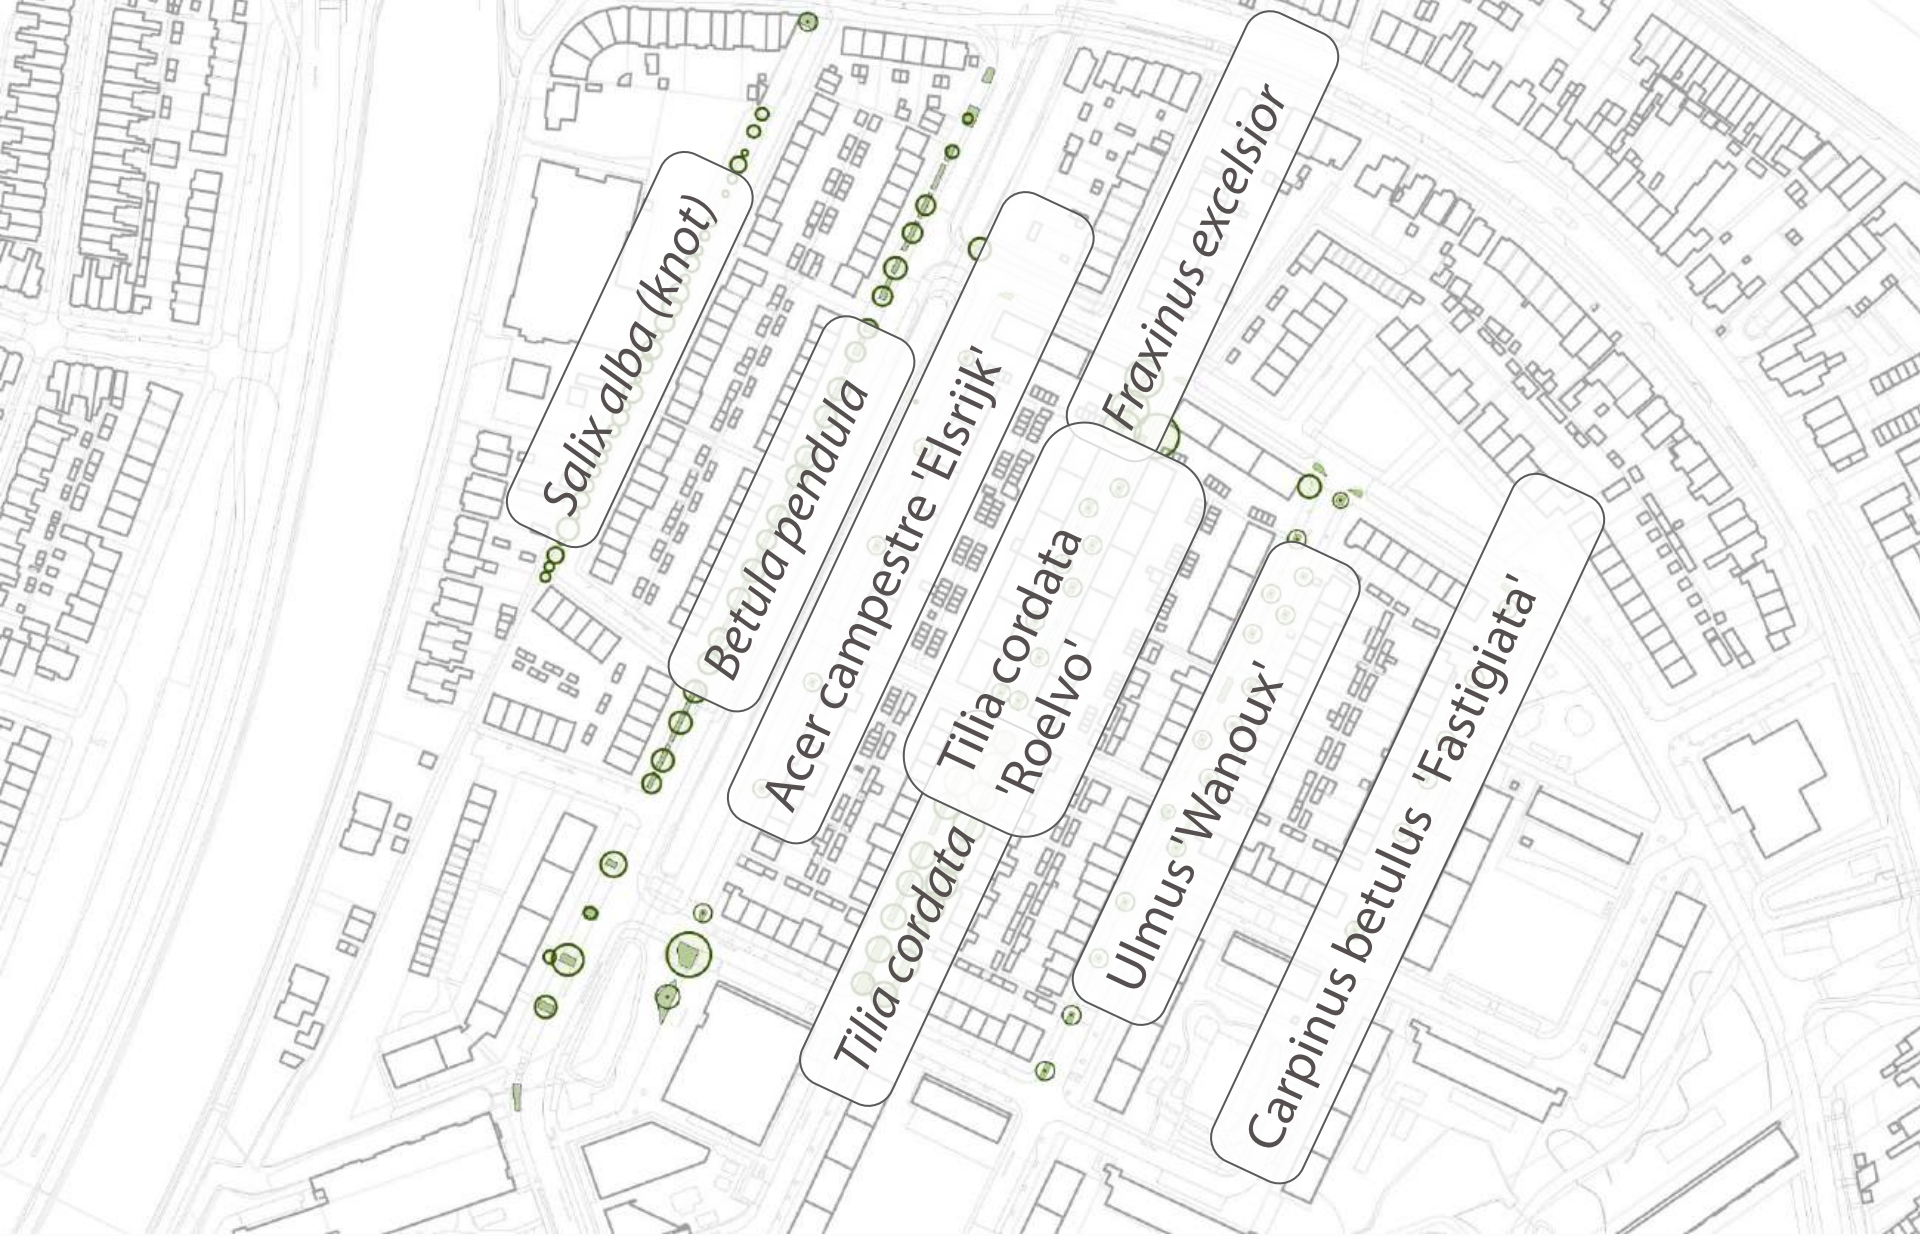 Salix alba (knot)
Betula pendula
Acer campestre 'Elsrijk'
Fraxinus excelsior
Tilia cordata
'Roelvo'
Tilia cordata
Ulmus 'Wanoux'
Carpinus betulus 'Fastigiata'